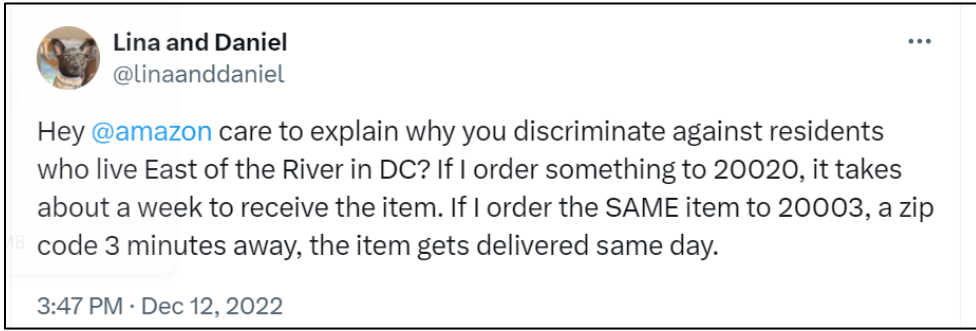 Lina and Daniel
@linaanddaniel
Hey @amazon care to explain why you discriminate against residents
who live East of the River in DC? If I order something to 20020, it takes
about a week to receive the item. If I order the SAME item to 20003, a zip
code 3 minutes away, the item gets delivered same day.
3:47 PM · Dec 12, 2022